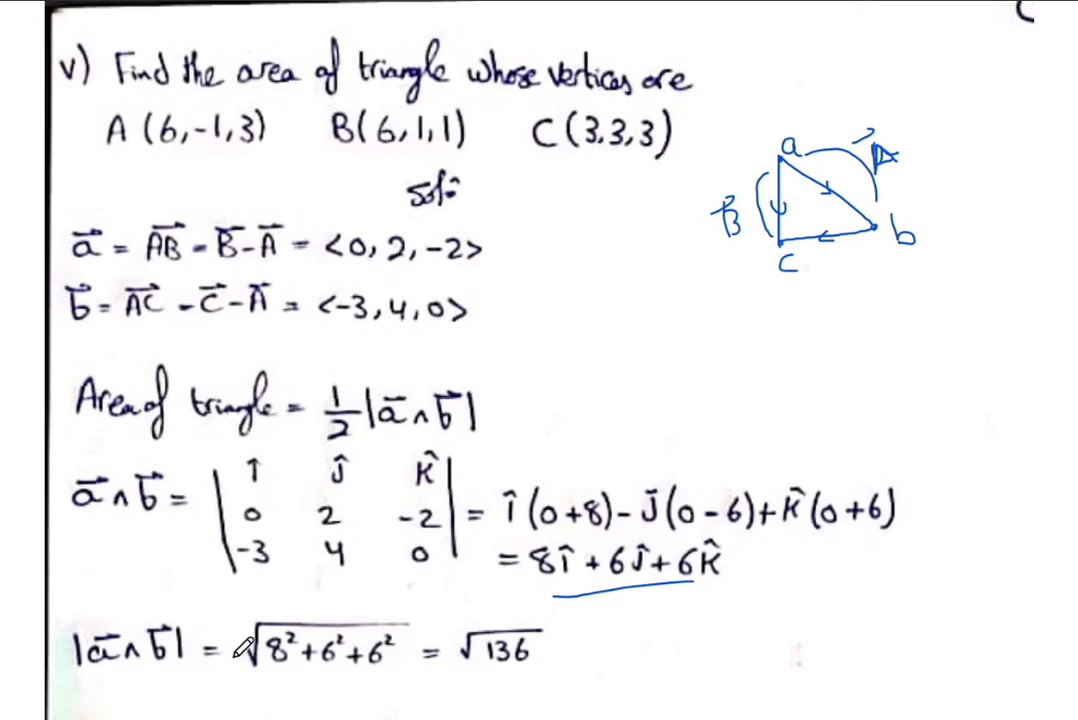 v) Find the area of triangle whose vertices are
A (6,-1,3) B(6,1,1) C(3,3,3)
a⃗ = AB⃗ = B⃗-A⃗ = <0, 2, -2>
b⃗ = AC⃗ = C⃗-A⃗ = <-3, 4, 0>
a
b
c
B⃗
A⃗
Area of triangle = 1/2 |a⃗ ∧ b⃗|
a⃗ ∧ b⃗ = | î ĵ k̂ |
| 0 2 -2 | = î (0+8) - ĵ (0-6) + k̂ (0+6)
| -3 4 0 |
= 8î + 6ĵ + 6k̂
|a⃗ ∧ b⃗| = √(8²+6²+6²) = √136